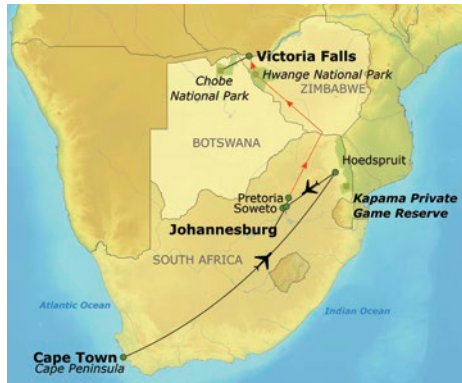 Victoria Falls
Chobe
National Park
Hwange National Park
ZIMBABWE
BOTSWANA
Hoedspruit
Pretoria
Soweto
Kapama Private
Game Reserve
Johannesburg
SOUTH AFRICA
Atlantic Ocean
Indian Ocean
Cape Town
Cape Peninsula